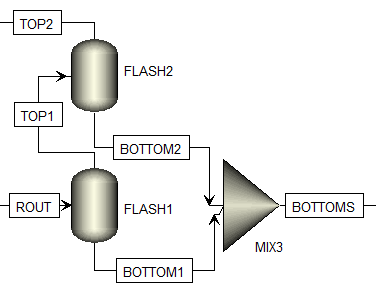 TOP2
FLASH2
TOP1
BOTTOM2
ROUT
FLASH1
BOTTOMS
MIX3
BOTTOM1